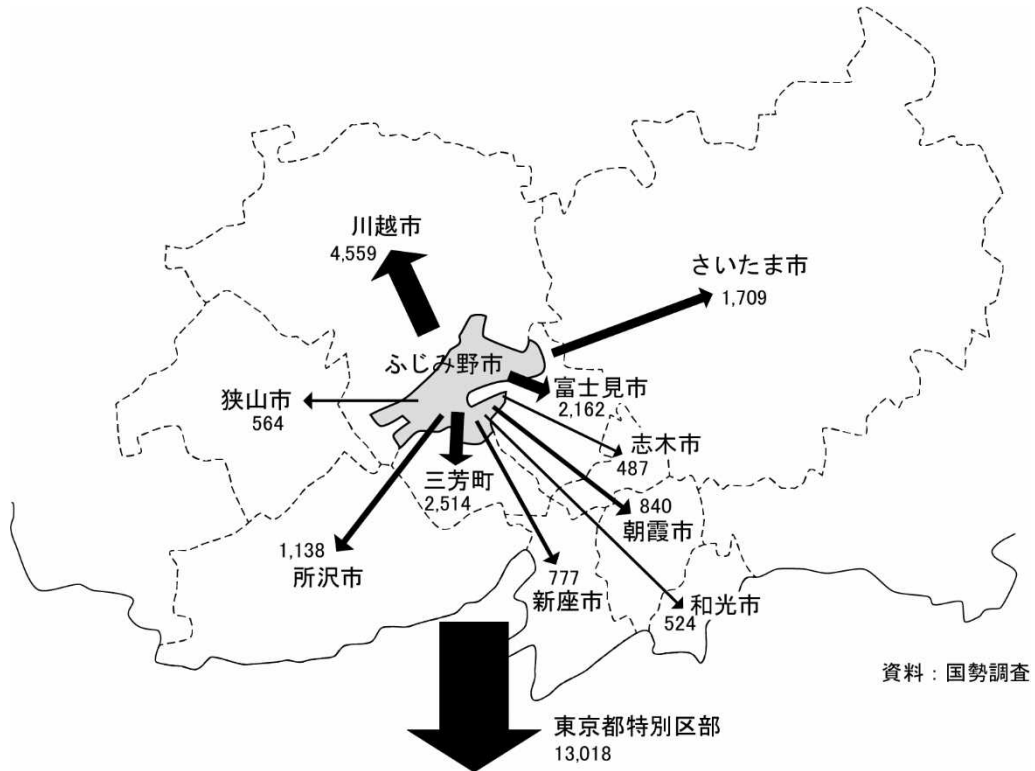 川越市
4,559
さいたま市
1,709
ふじみ野市
富士見市
2,162
狭山市
564
志木市
487
三芳町
2,514
840
朝霞市
1,138
所沢市
777
新座市
和光市
524
資料：国勢調査
東京都特別区部
13,018